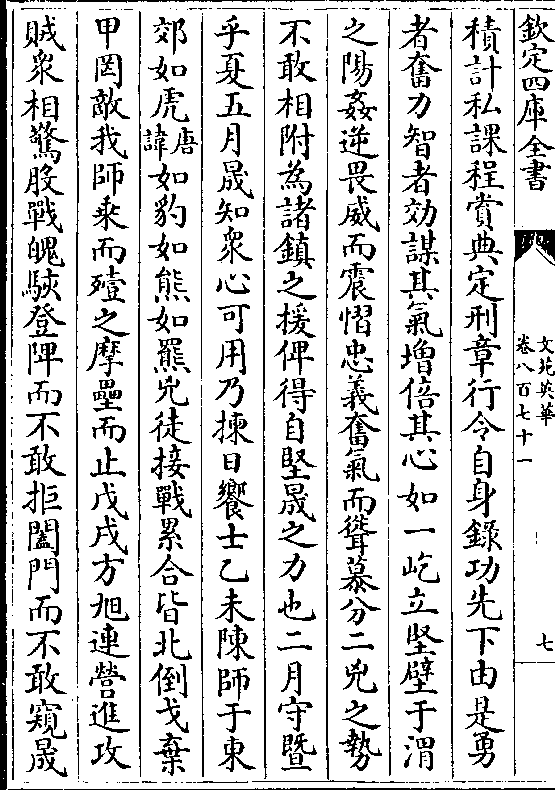 欽定四庫全書
文苑英華
卷八百七十一
七
積計私課程賞典定刑章行令自身錄功先下由是勇
者奮力智者効謀其氣增倍其心如一屹立堅壁于渭
之陽姦逆畏威而震慴忠義奮氣而聳慕分二兇之勢
不敢相附為諸鎮之援俾得自堅晟之力也二月守暨
乎夏五月晟知衆心可用乃揀日饗士乙未陳師于東
郊如虎唐諱如豹如熊如羆兇徒接戰累合皆北倒戈棄
甲罔敵我師乘而殪之摩壘而止戊戌方旭連營進攻
賊衆相驚股戰魄駭登陴而不敢拒闔門而不敢窺晟